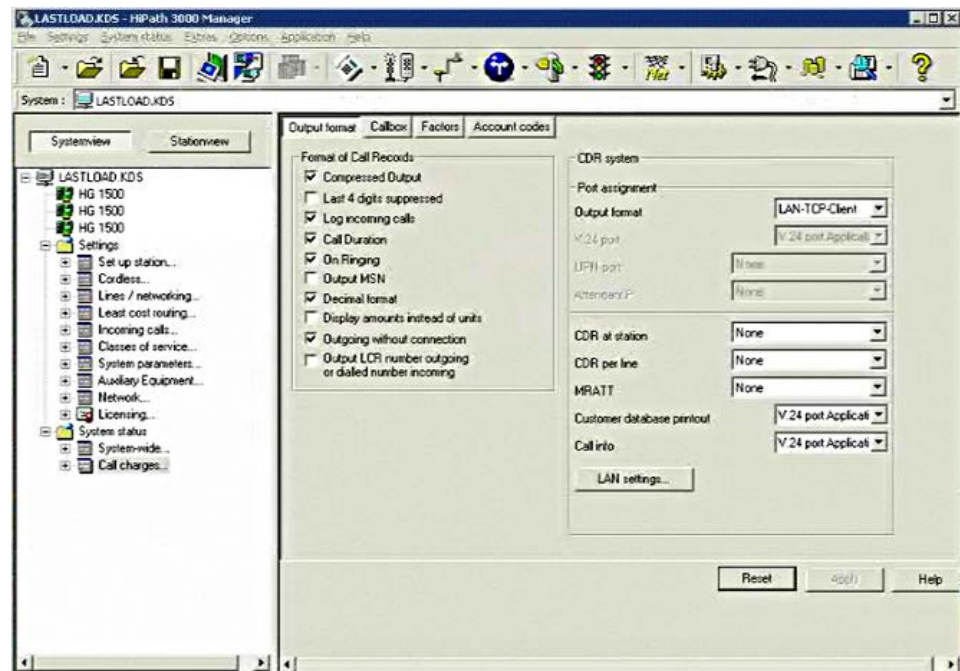 LASTLOAD.KDS - HiPath 3000 Manager
File Settings System status Extras Options Application Help
Net
System : LASTLOAD.KDS
Systemview Stationview
LASTLOAD.KDS
HG 1500
HG 1500
HG 1500
Settings
Set up station...
Cordless...
Lines / networking...
Least cost routing...
Incoming calls...
Classes of service...
System parameters...
Auxiliary Equipment...
Network...
Licensing...
System status
System-wide...
Call charges...
Output format Callbox Factors Account codes
Format of Call Records
Compressed Output
Last 4 digits suppressed
Log incoming calls
Call Duration
On Ringing
Output MSN
Decimal format
Display amounts instead of units
Outgoing without connection
Output LCR number outgoing
or dialed number incoming
CDR system
Port assignment
Output format LAN-TCP-Client
V.24 port V.24 port Applicati
UPN port None
Attendant P None
CDR at station None
CDR per line None
MRATT None
Customer database printout V.24 port Applicati
Call info V.24 port Applicati
LAN settings...
Reset Apply Help